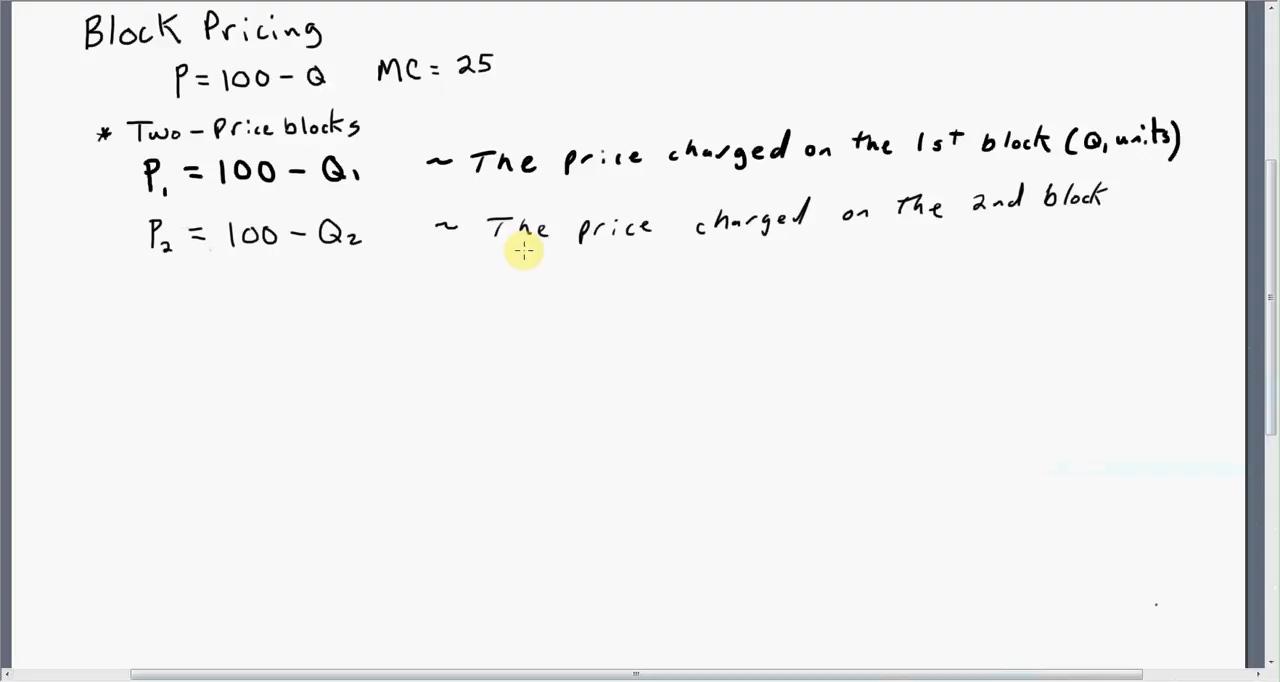 Block Pricing
P = 100 - Q MC = 25
* Two-Price blocks
P₁ = 100 - Q₁ ~ The price charged on the 1st block (Q₁ units)
P₂ = 100 - Q₂ ~ The price charged on the 2nd block